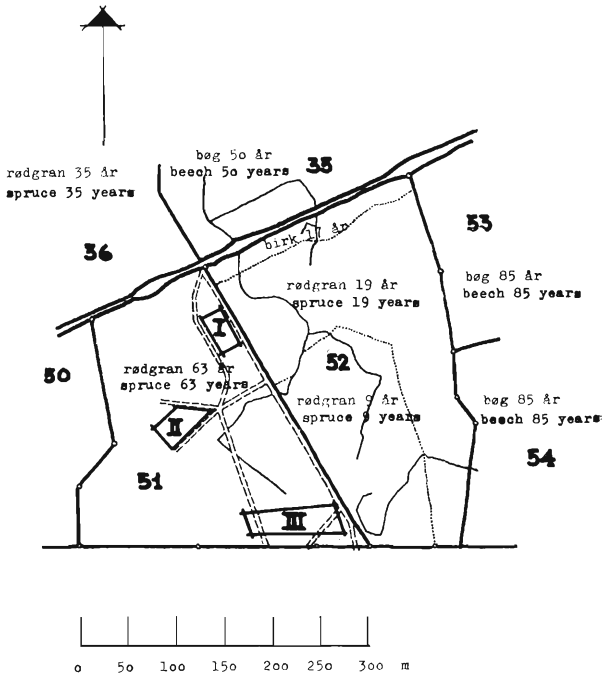 bøg 50 år
beech 50 years
35
rødgran 35 år
spruce 35 years
birk 17 år
53
36
bøg 85 år
beech 85 years
rødgran 19 år
spruce 19 years
I
50
rødgran 63 år
spruce 63 years
52
rødgran 9 år
spruce 9 years
bøg 85 år
beech 85 years
II
54
51
III
0 50 100 150 200 250 300 m